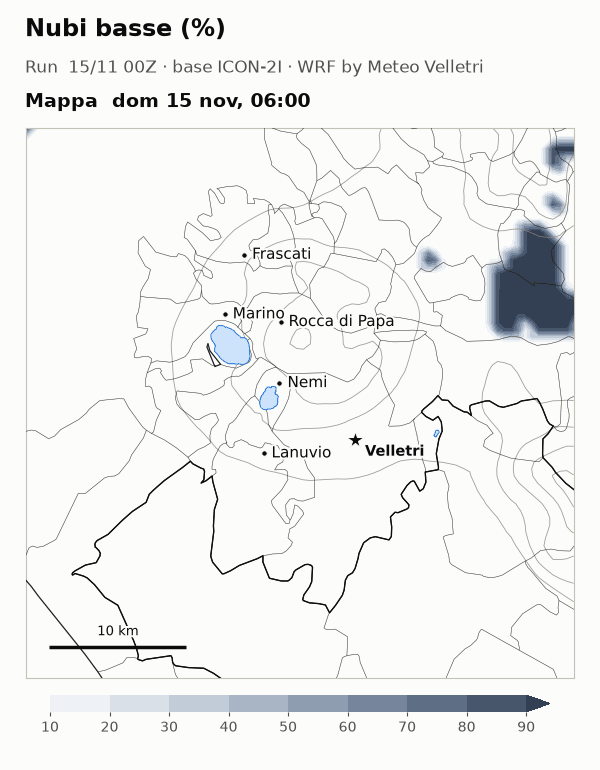 Nubi basse (%)
Run  15/11 00Z · base ICON-2I · WRF by Meteo Velletri
Mappa  dom 15 nov, 06:00
Frascati
Marino
Rocca di Papa
Nemi
Velletri
Lanuvio
10 km
10 20 30 40 50 60 70 80 90